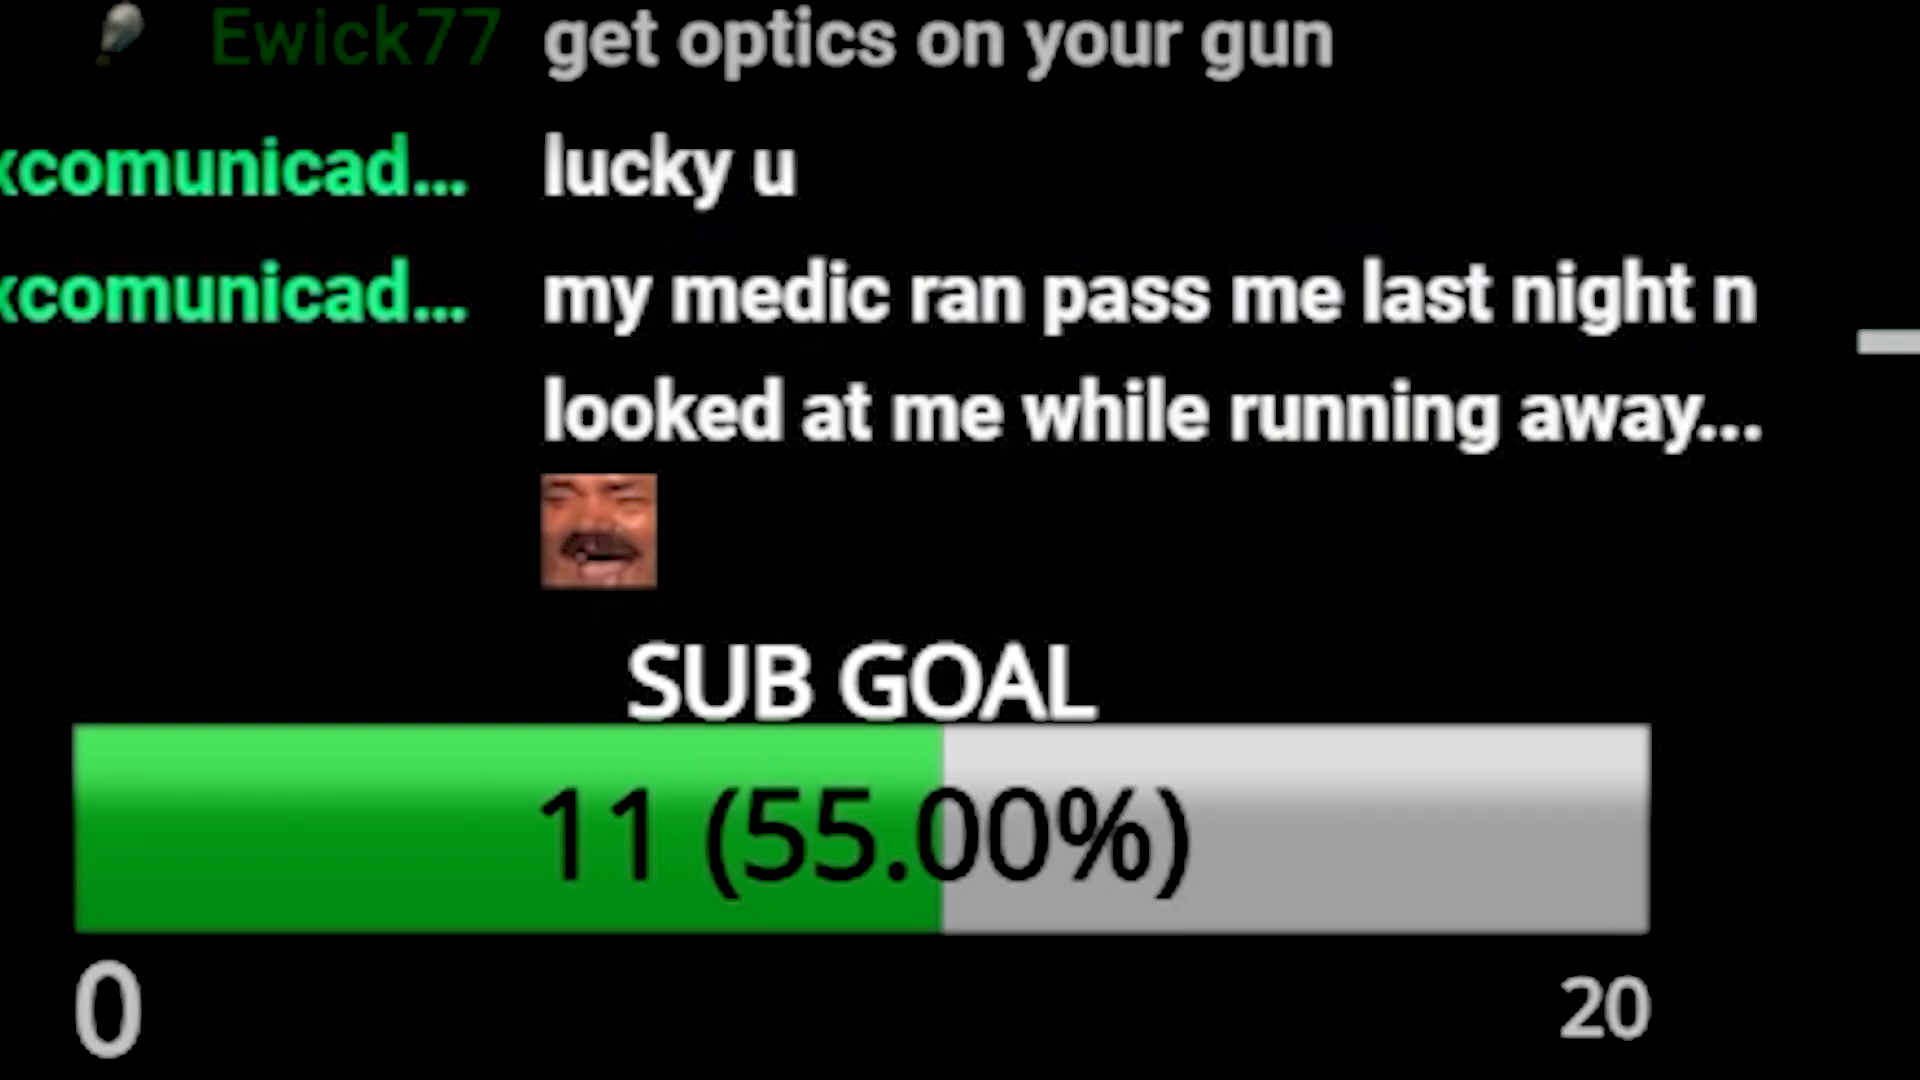 Ewick77 get optics on your gun
xcomunicad... lucky u
xcomunicad... my medic ran pass me last night n
looked at me while running away...
SUB GOAL
11 (55.00%)
0 20